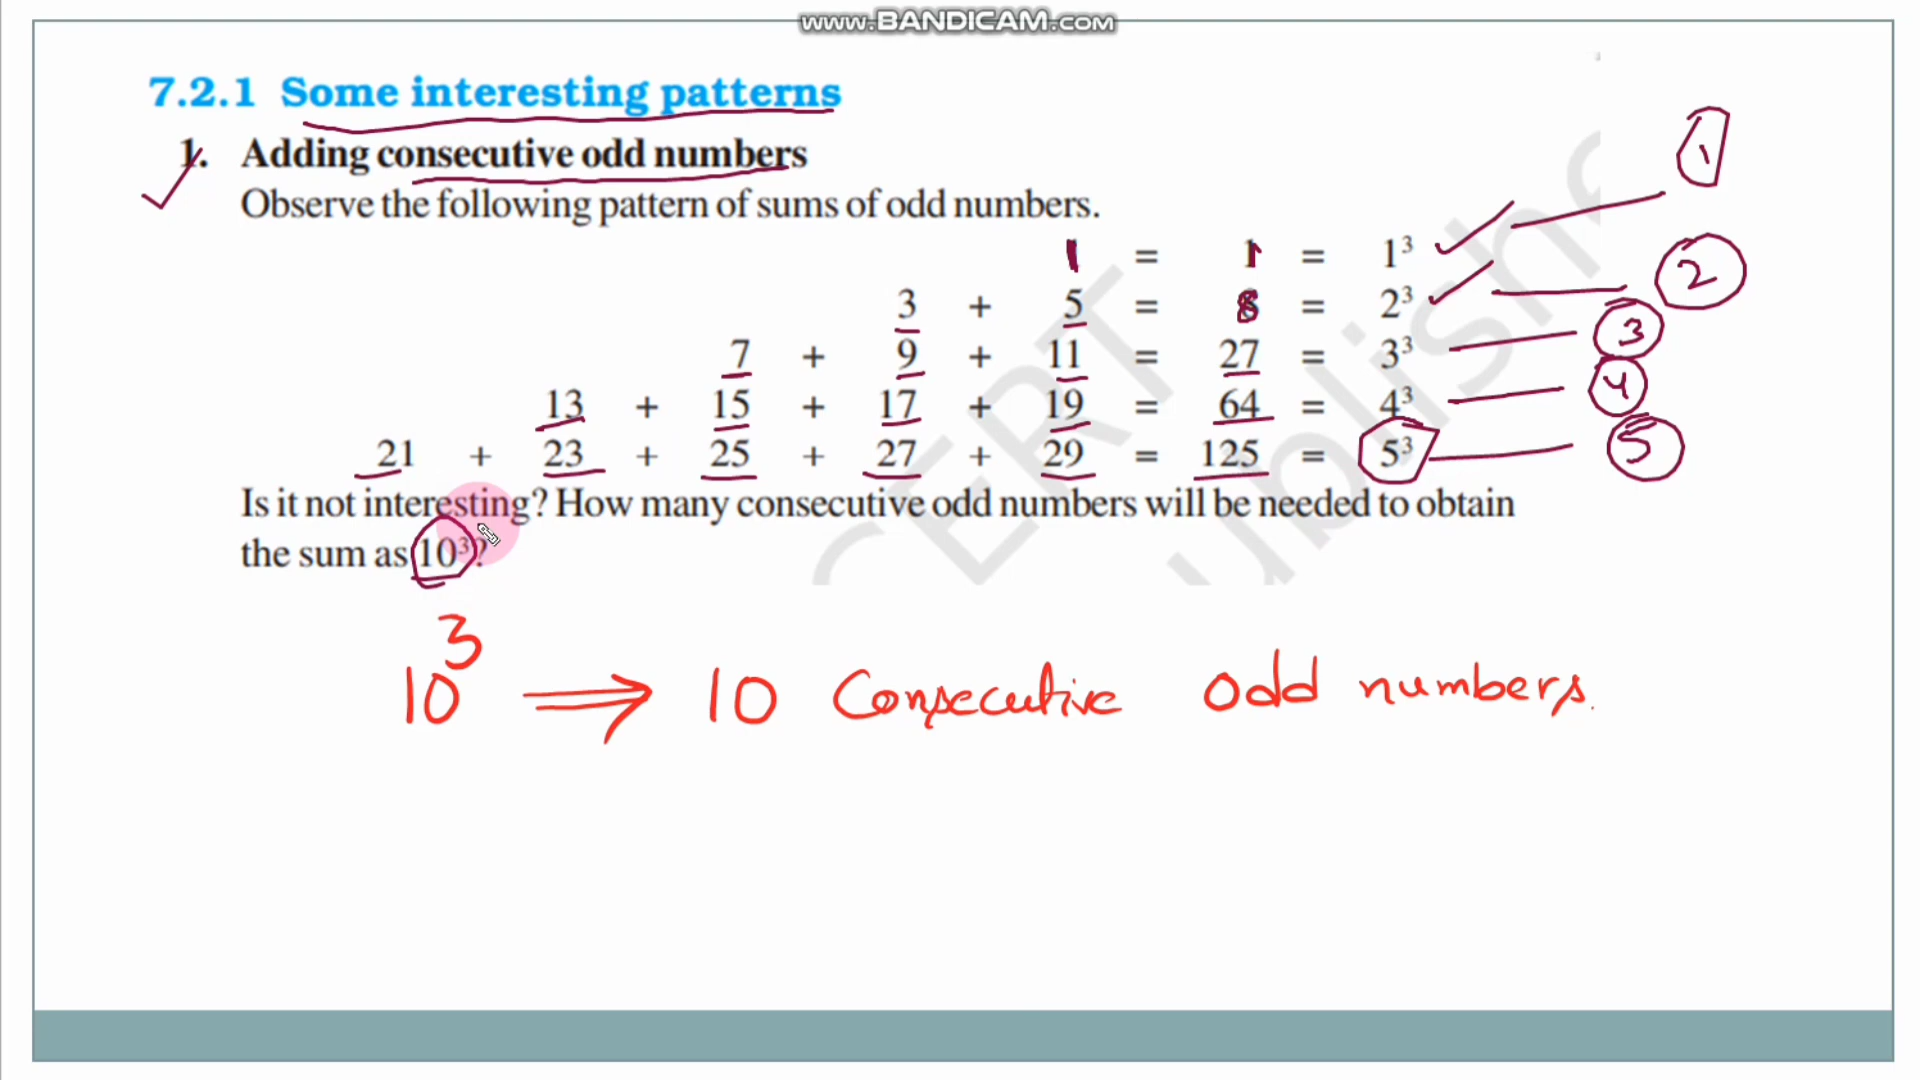 www.BANDICAM.com
7.2.1 Some interesting patterns
1. Adding consecutive odd numbers
Observe the following pattern of sums of odd numbers.
1 = 1 = 1³ 1
3 + 5 = 8 = 2³ 2
7 + 9 + 11 = 27 = 3³ 3
13 + 15 + 17 + 19 = 64 = 4³ 4
21 + 23 + 25 + 27 + 29 = 125 = 5³ 5
Is it not interesting? How many consecutive odd numbers will be needed to obtain
the sum as 10³?
10³ ⇒ 10 Consecutive odd numbers.